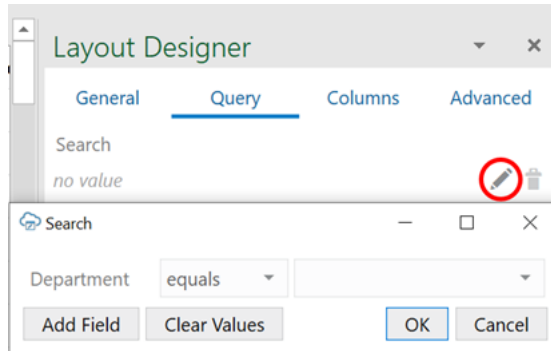 Layout Designer
General Query Columns Advanced
Search
no value
Search
Department equals
Add Field Clear Values OK Cancel